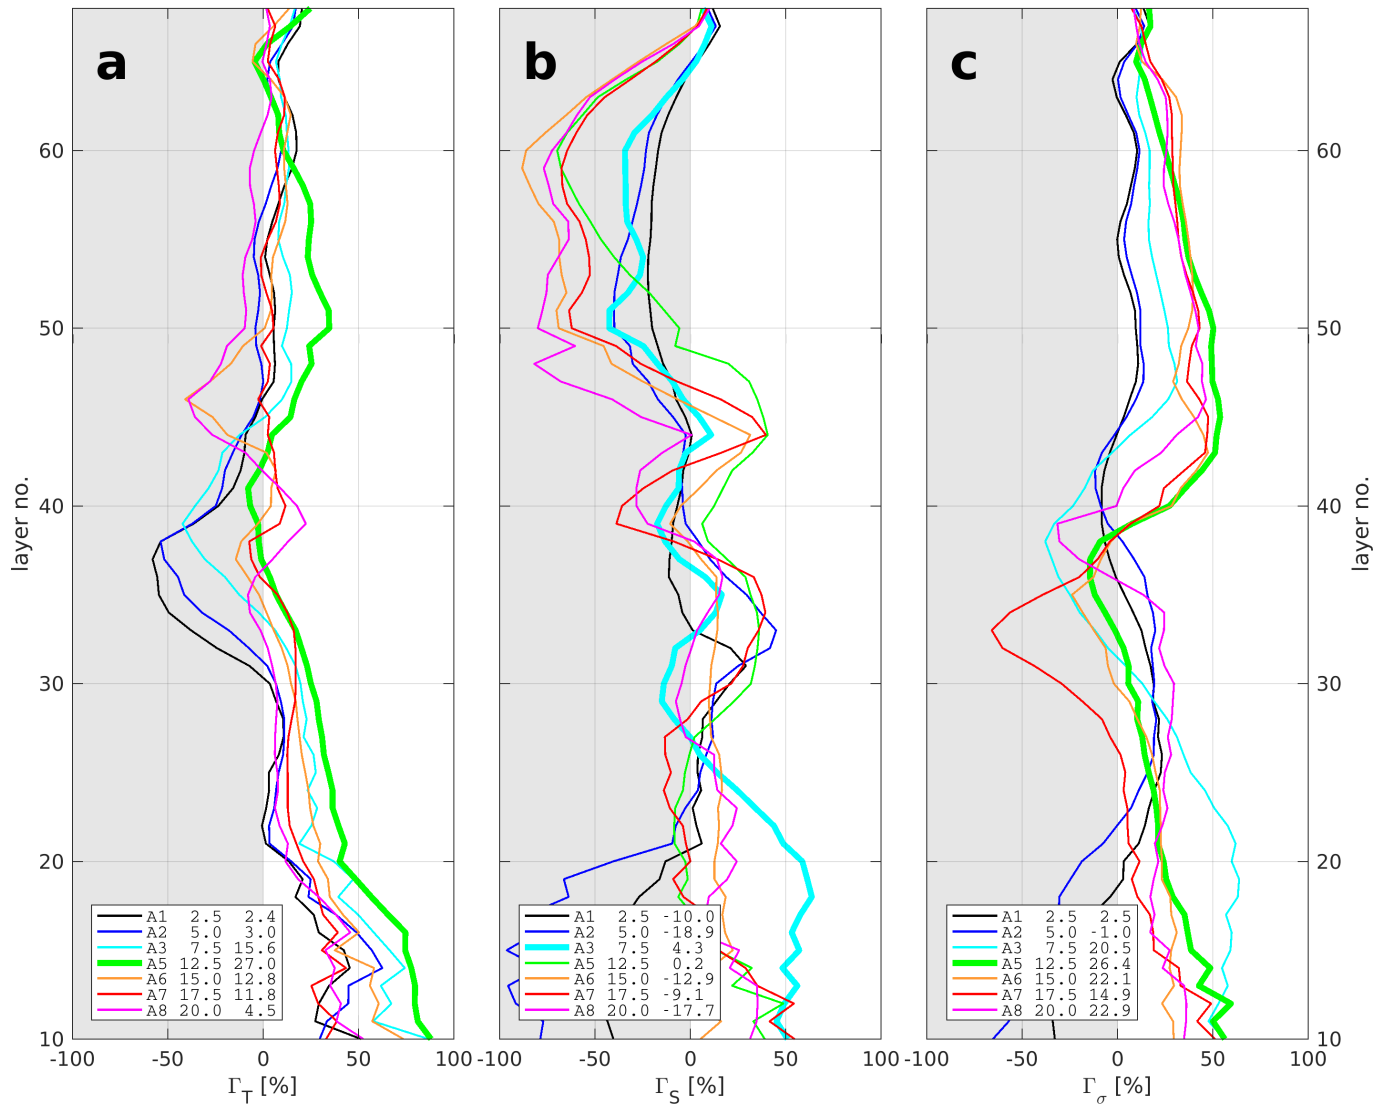 a
b
c
60
50
40
30
20
10
layer no.
60
50
40
30
20
10
layer no.
A1 2.5 2.4
A2 5.0 3.0
A3 7.5 15.6
A5 12.5 27.0
A6 15.0 12.8
A7 17.5 11.8
A8 20.0 4.5
A1 2.5 -10.0
A2 5.0 -18.9
A3 7.5 4.3
A5 12.5 0.2
A6 15.0 -12.9
A7 17.5 -9.1
A8 20.0 -17.7
A1 2.5 2.5
A2 5.0 -1.0
A3 7.5 20.5
A5 12.5 26.4
A6 15.0 22.1
A7 17.5 14.9
A8 20.0 22.9
-100 -50 0 50 100
-100 -50 0 50 100
-100 -50 0 50 100
Γ_T [%]
Γ_S [%]
Γ_σ [%]